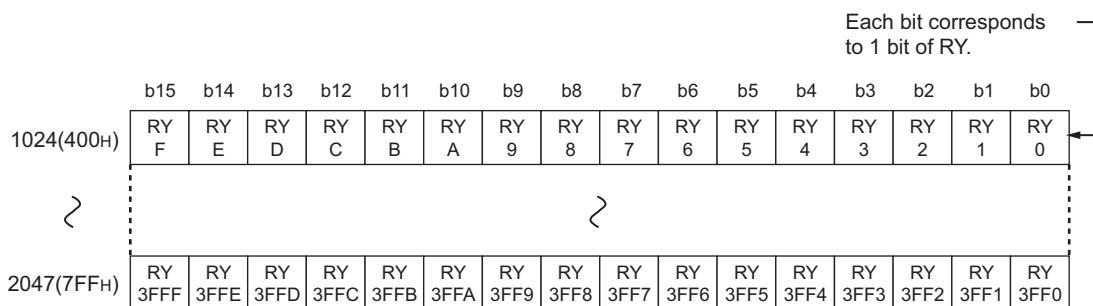 Each bit corresponds
to 1 bit of RY.
b15 b14 b13 b12 b11 b10 b9 b8 b7 b6 b5 b4 b3 b2 b1 b0
1024(400H) RY RY RY RY RY RY RY RY RY RY RY RY RY RY RY RY
F E D C B A 9 8 7 6 5 4 3 2 1 0
2047(7FFH) RY RY RY RY RY RY RY RY RY RY RY RY RY RY RY RY
3FFF 3FFE 3FFD 3FFC 3FFB 3FFA 3FF9 3FF8 3FF7 3FF6 3FF5 3FF4 3FF3 3FF2 3FF1 3FF0